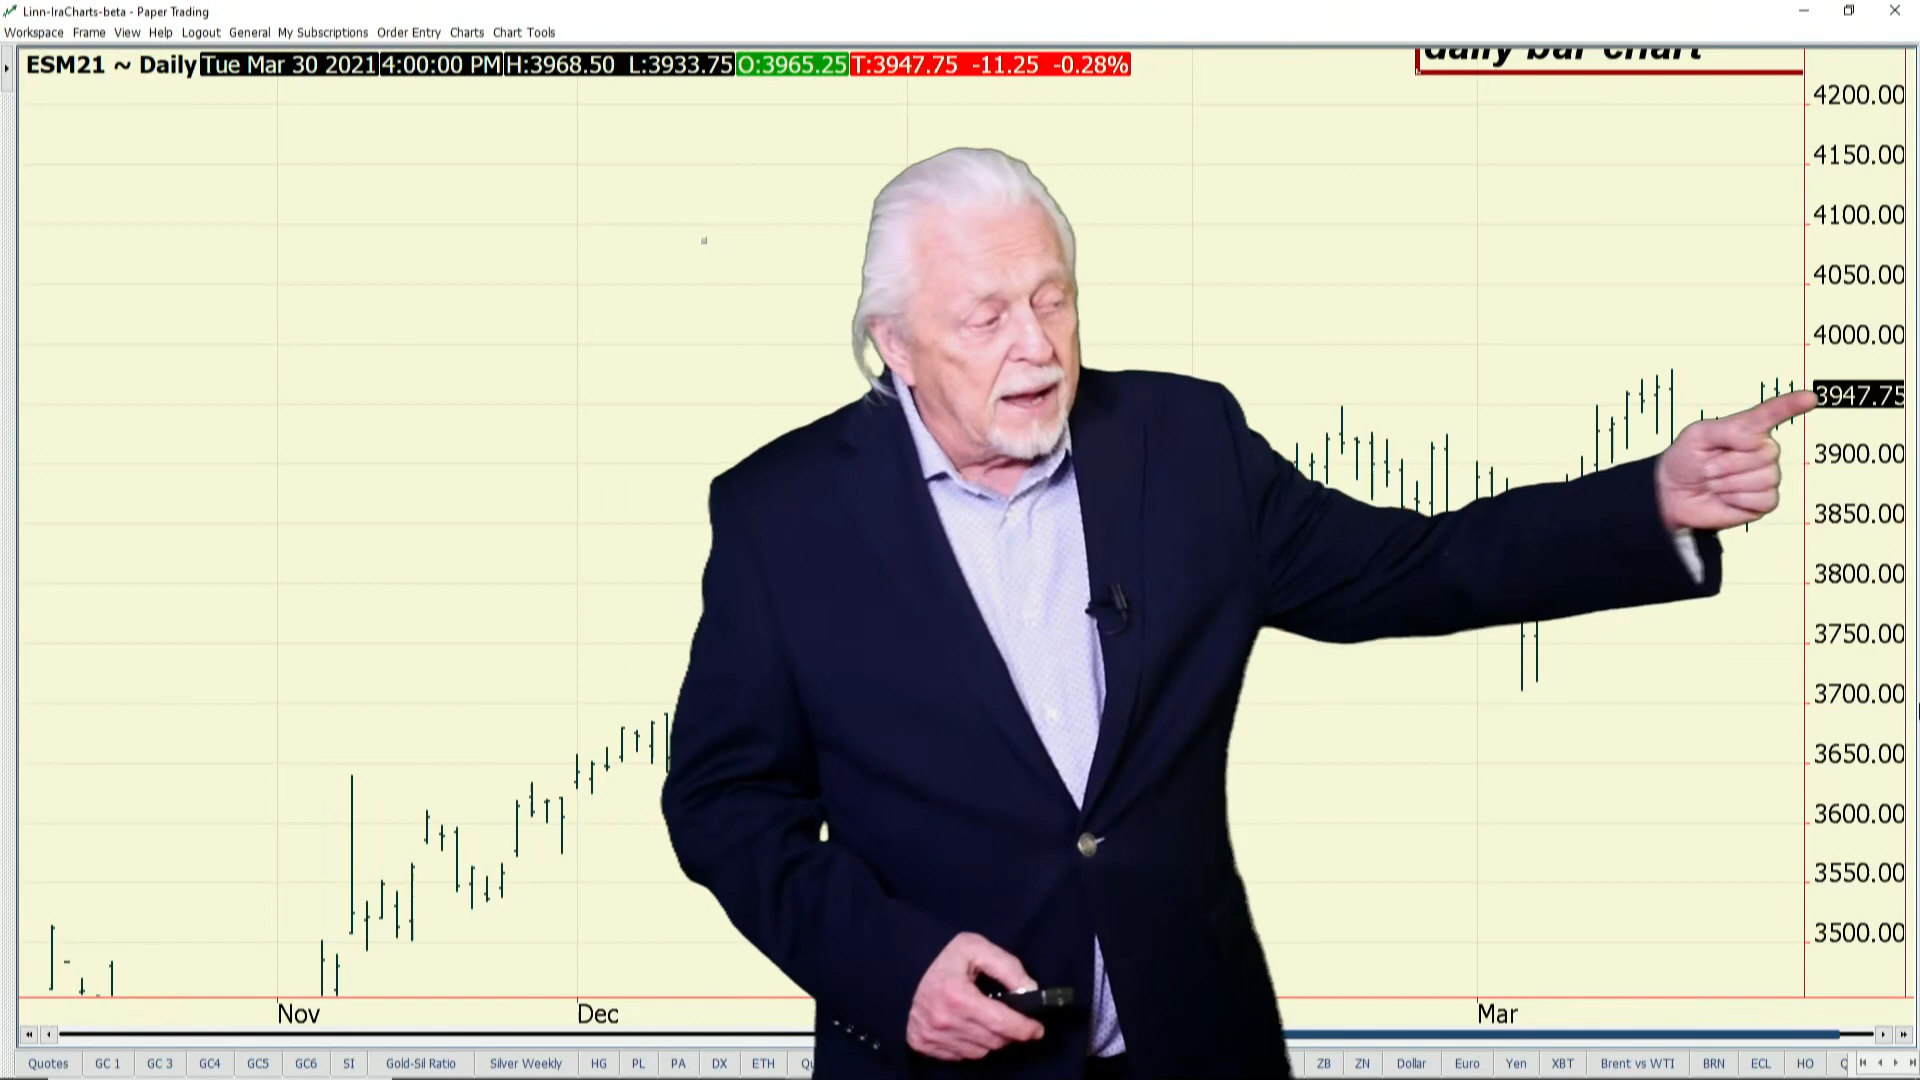 Linn-IraCharts-beta - Paper Trading
Workspace Frame View Help Logout General My Subscriptions Order Entry Charts Chart Tools
ESM21 ~ Daily Tue Mar 30 2021 4:00:00 PM H:3968.50 L:3933.75 O:3965.25 T:3947.75 -11.25 -0.28%
daily bar chart
4200.00
4150.00
4100.00
4050.00
4000.00
3947.75
3900.00
3850.00
3800.00
3750.00
3700.00
3650.00
3600.00
3550.00
3500.00
Nov Dec Mar
Quotes GC 1 GC 3 GC4 GC5 GC6 SI Gold-Sil Ratio Silver Weekly HG PL PA DX ETH ZB ZN Dollar Euro Yen XBT Brent vs WTI BRN ECL HO